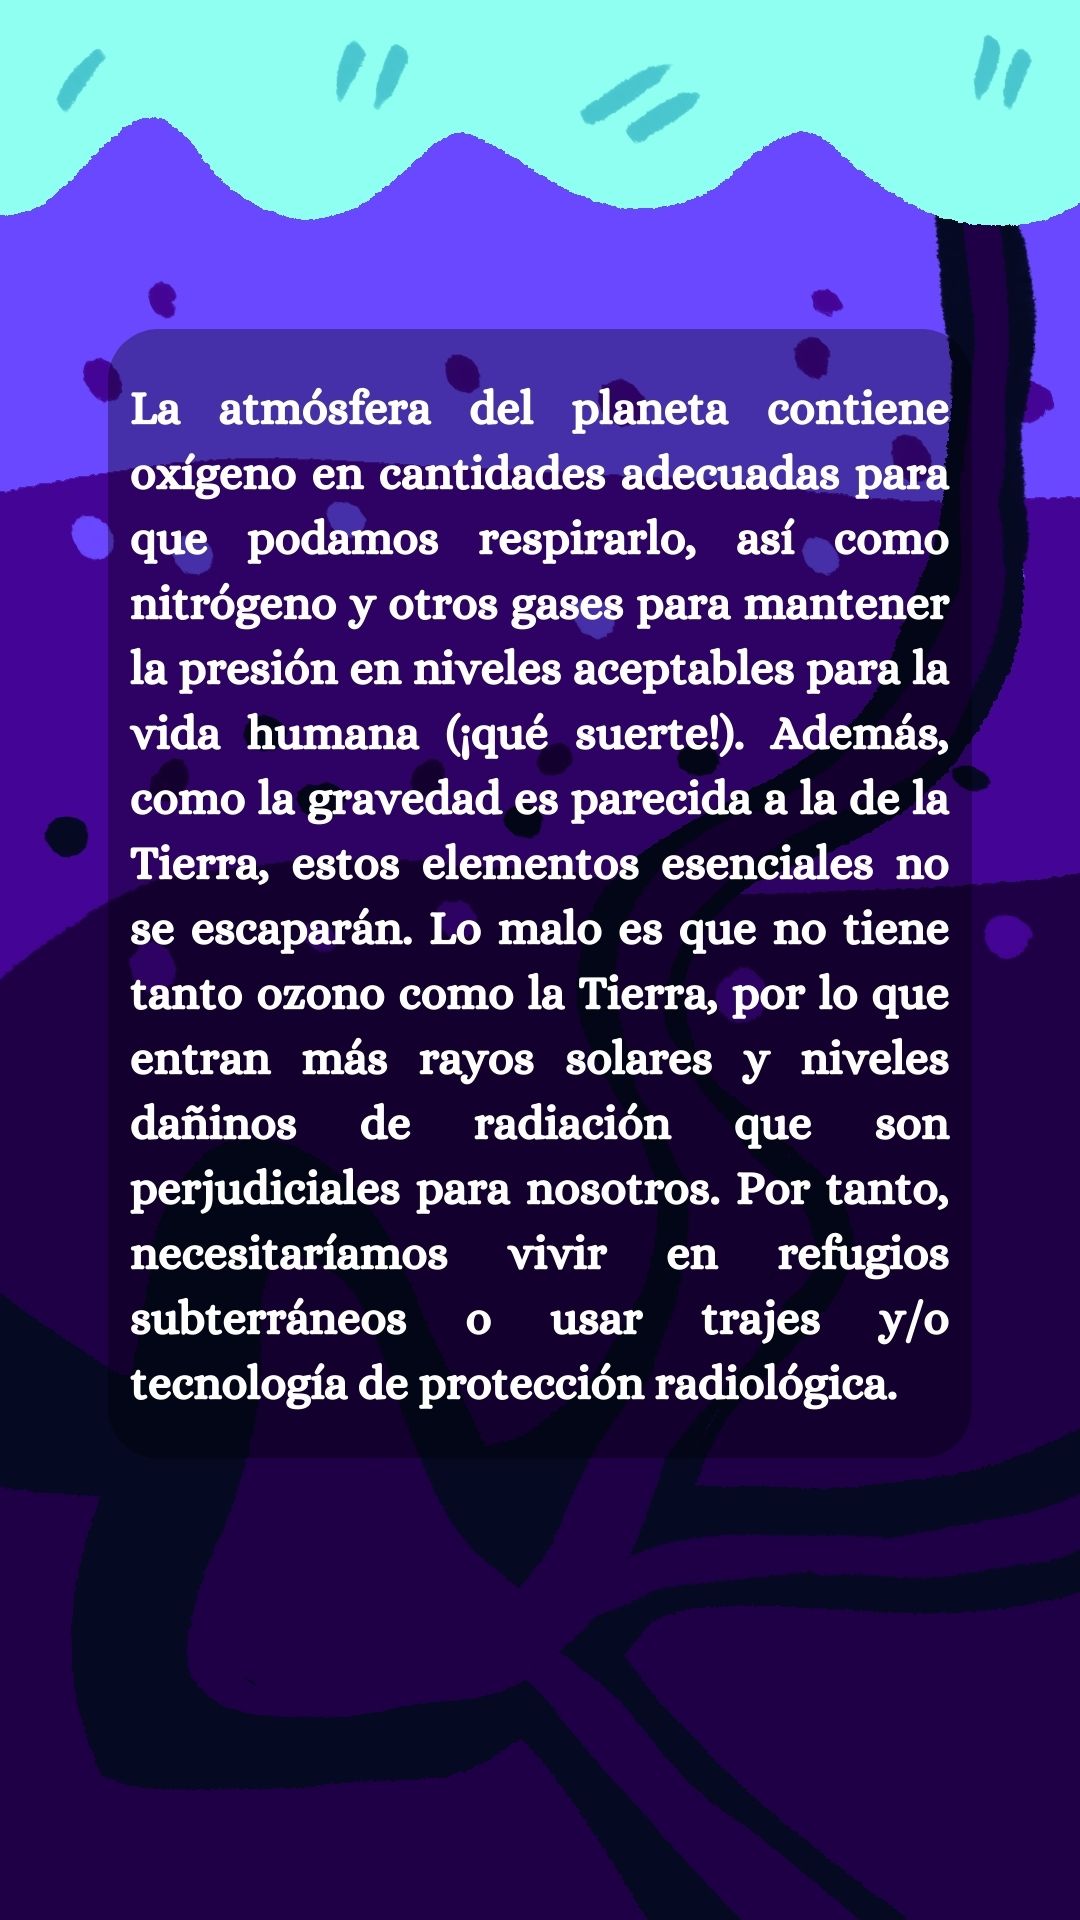 La atmósfera del planeta contiene
oxígeno en cantidades adecuadas para
que podamos respirarlo, así como
nitrógeno y otros gases para mantener
la presión en niveles aceptables para la
vida humana (¡qué suerte!). Además,
como la gravedad es parecida a la de la
Tierra, estos elementos esenciales no
se escaparán. Lo malo es que no tiene
tanto ozono como la Tierra, por lo que
entran más rayos solares y niveles
dañinos de radiación que son
perjudiciales para nosotros. Por tanto,
necesitaríamos vivir en refugios
subterráneos o usar trajes y/o
tecnología de protección radiológica.